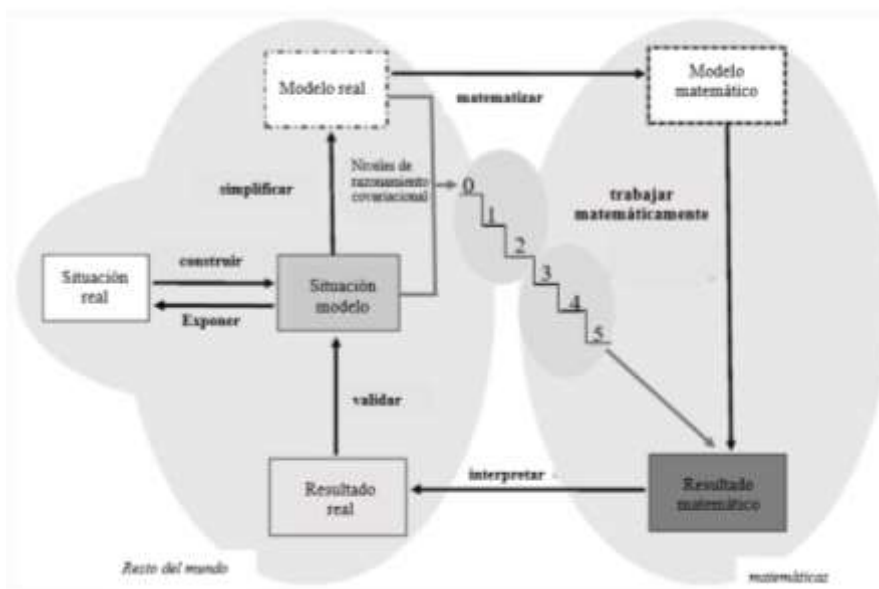 Modelo real
matematizar
Modelo
matemático
simplificar
Niveles de
razonamiento
covariacional
0
1
2
3
4
5
trabajar
matemáticamente
Situación
real
construir
Exponer
Situación
modelo
validar
Resultado
real
interpretar
Resultado
matemático
Resto del mundo
matemáticas